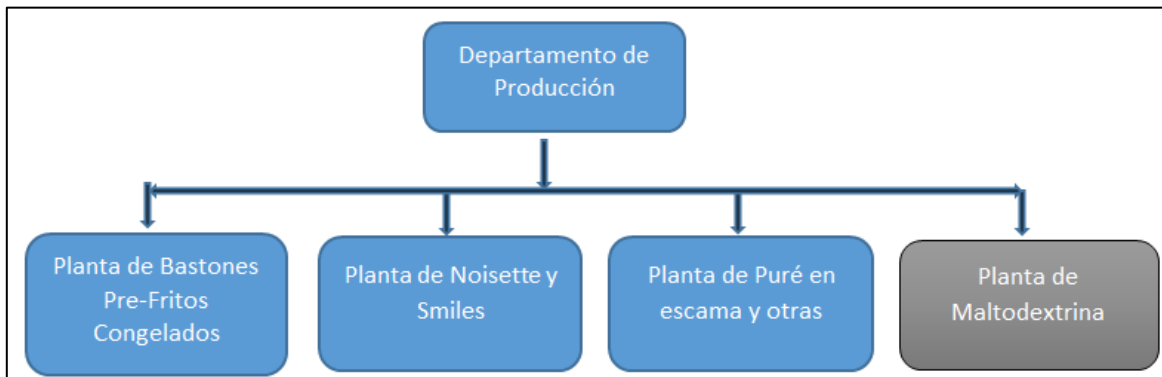 Departamento de
Producción
Planta de Bastones
Pre-Fritos
Congelados
Planta de Noisette y
Smiles
Planta de Puré en
escama y otras
Planta de
Maltodextrina